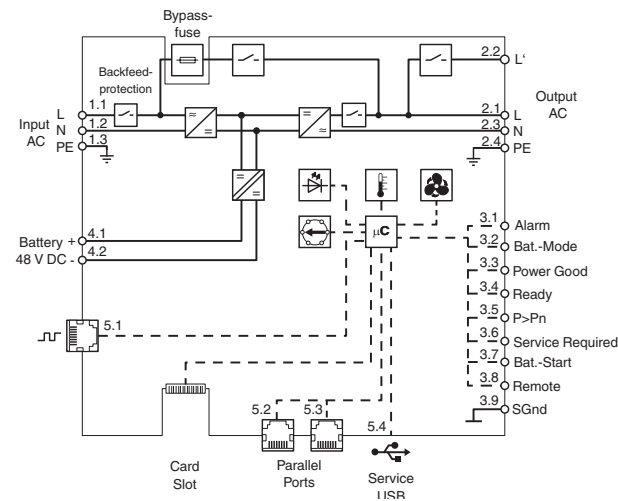 Bypass-
fuse
Backfeed-
protection
2.2 L'
1.1
L
Input
AC
1.2
N
1.3
PE
2.1
L
Output
AC
2.3
N
2.4
PE
μC
4.1
Battery +
4.2
48 V DC -
3.1 Alarm
3.2 Bat.-Mode
3.3 Power Good
3.4 Ready
3.5 P>Pn
3.6 Service Required
3.7 Bat.-Start
3.8 Remote
3.9 SGnd
5.1
5.2
5.3
5.4
Card
Slot
Parallel
Ports
Service
USB